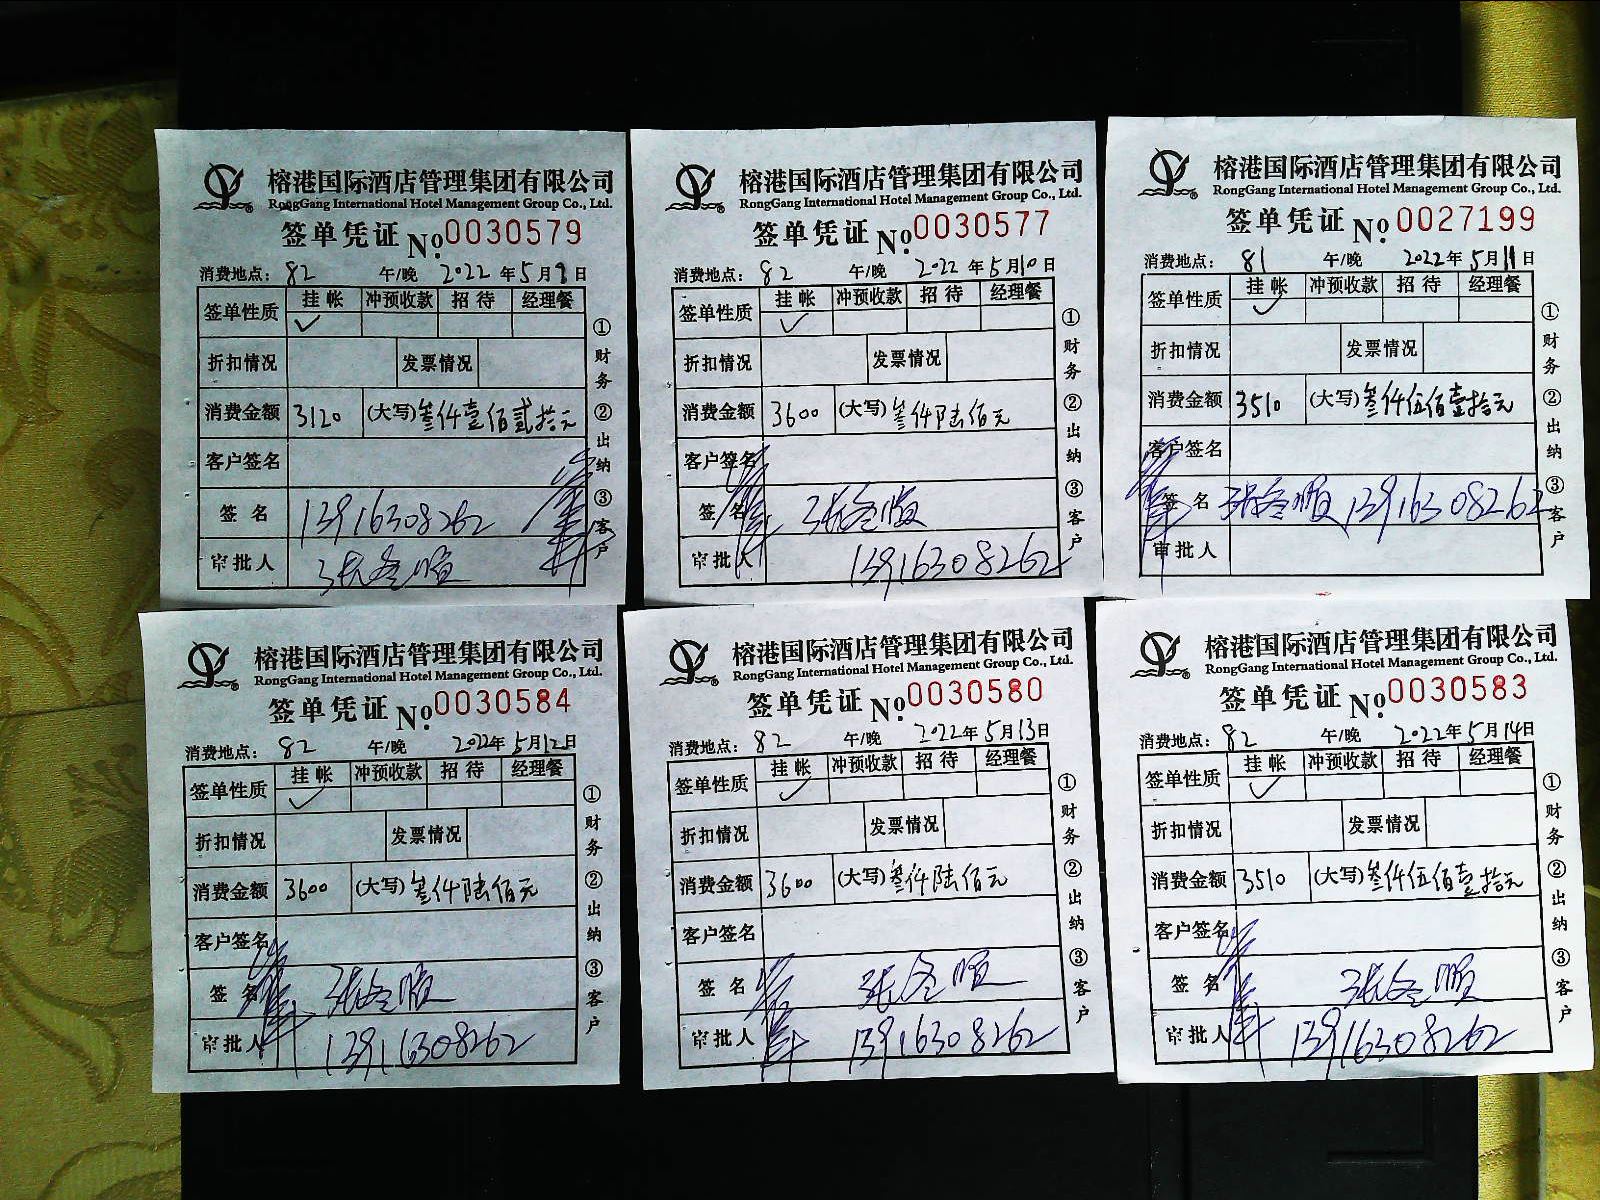 榕港国际酒店管理集团有限公司
RongGang International Hotel Management Group Co., Ltd.
签单凭证 No. 0030579
消费地点: 82 午/晚 2022年5月9日
签单性质 挂帐 冲预收款 招待 经理餐
✓
折扣情况 发票情况
消费金额 3120 (大写) 叁仟壹佰贰拾元
客户签名
签名 13916308262
审批人
①财务 ②出纳 ③客户
榕港国际酒店管理集团有限公司
RongGang International Hotel Management Group Co., Ltd.
签单凭证 No. 0030577
消费地点: 82 午/晚 2022年5月10日
签单性质 挂帐 冲预收款 招待 经理餐
✓
折扣情况 发票情况
消费金额 3600 (大写) 叁仟陆佰元
客户签名
签名
审批人 13916308262
①财务 ②出纳 ③客户
榕港国际酒店管理集团有限公司
RongGang International Hotel Management Group Co., Ltd.
签单凭证 No. 0027199
消费地点: 81 午/晚 2022年5月11日
签单性质 挂帐 冲预收款 招待 经理餐
✓
折扣情况 发票情况
消费金额 3510 (大写) 叁仟伍佰壹拾元
客户签名
签名 13916308262
审批人
①财务 ②出纳 ③客户
榕港国际酒店管理集团有限公司
RongGang International Hotel Management Group Co., Ltd.
签单凭证 No. 0030584
消费地点: 82 午/晚 2022年5月12日
签单性质 挂帐 冲预收款 招待 经理餐
✓
折扣情况 发票情况
消费金额 3600 (大写) 叁仟陆佰元
客户签名
签名
审批人 13916308262
①财务 ②出纳 ③客户
榕港国际酒店管理集团有限公司
RongGang International Hotel Management Group Co., Ltd.
签单凭证 No. 0030580
消费地点: 82 午/晚 2022年5月13日
签单性质 挂帐 冲预收款 招待 经理餐
✓
折扣情况 发票情况
消费金额 3600 (大写) 叁仟陆佰元
客户签名
签名
审批人 13916308262
①财务 ②出纳 ③客户
榕港国际酒店管理集团有限公司
RongGang International Hotel Management Group Co., Ltd.
签单凭证 No. 0030583
消费地点: 82 午/晚 2022年5月14日
签单性质 挂帐 冲预收款 招待 经理餐
✓
折扣情况 发票情况
消费金额 3510 (大写) 叁仟伍佰壹拾元
客户签名
签名
审批人 13916308262
①财务 ②出纳 ③客户